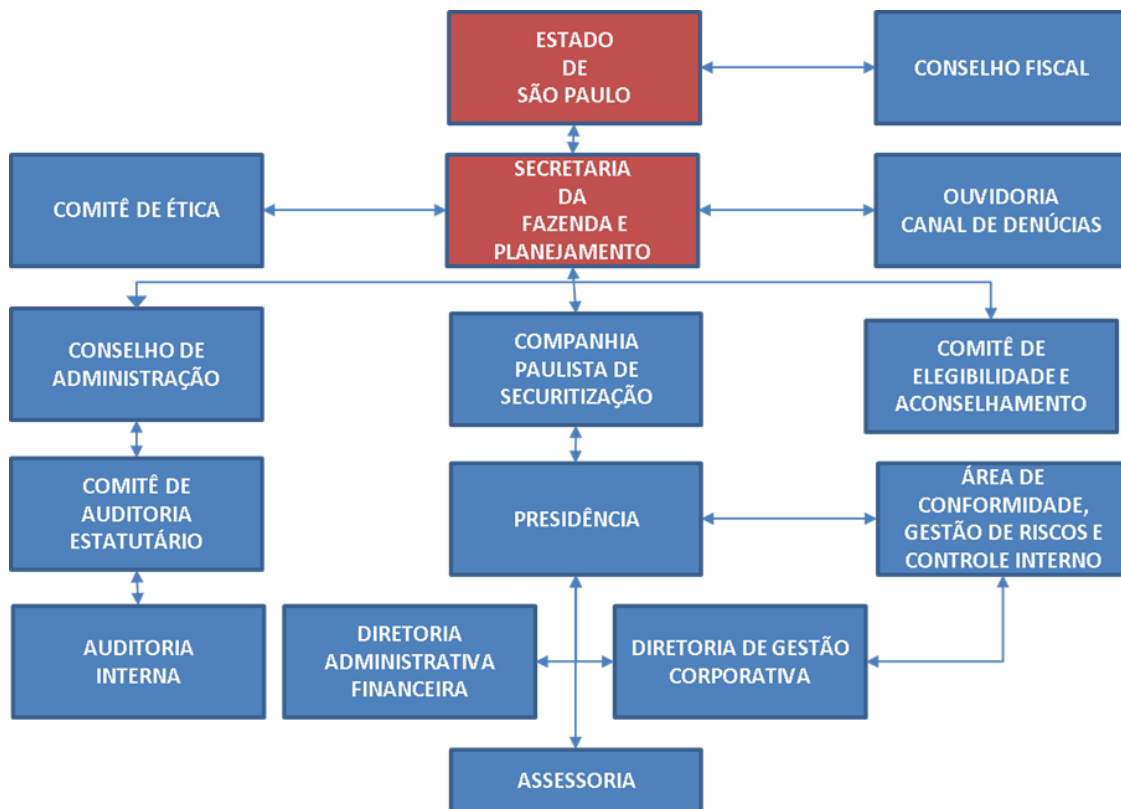 ESTADO
DE
SÃO PAULO
CONSELHO FISCAL
COMITÊ DE ÉTICA
SECRETARIA
DA
FAZENDA E
PLANEJAMENTO
OUVIDORIA
CANAL DE DENÚCIAS
CONSELHO DE
ADMINISTRAÇÃO
COMPANHIA
PAULISTA DE
SECURITIZAÇÃO
COMITÊ DE
ELEGIBILIDADE E
ACONSELHAMENTO
COMITÊ DE
AUDITORIA
ESTATUTÁRIO
PRESIDÊNCIA
ÁREA DE
CONFORMIDADE,
GESTÃO DE RISCOS E
CONTROLE INTERNO
AUDITORIA
INTERNA
DIRETORIA
ADMINISTRATIVA
FINANCEIRA
DIRETORIA DE GESTÃO
CORPORATIVA
ASSESSORIA